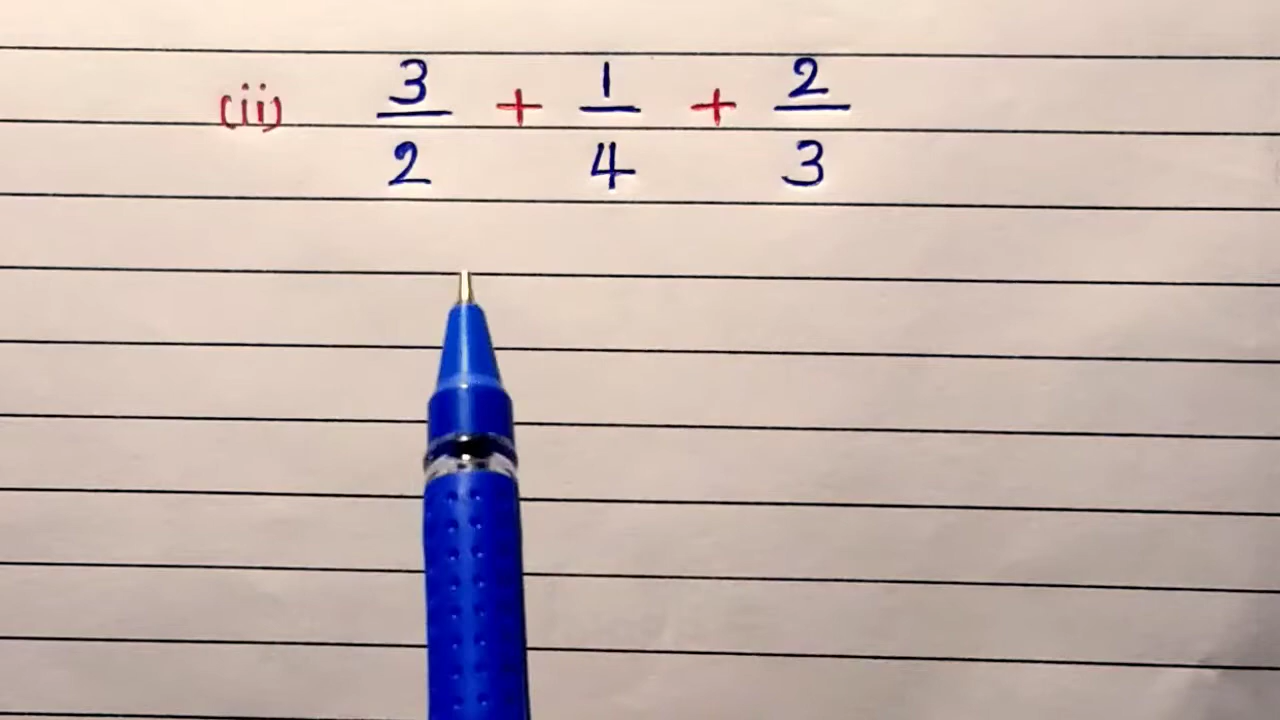 (ii) 3/2 + 1/4 + 2/3